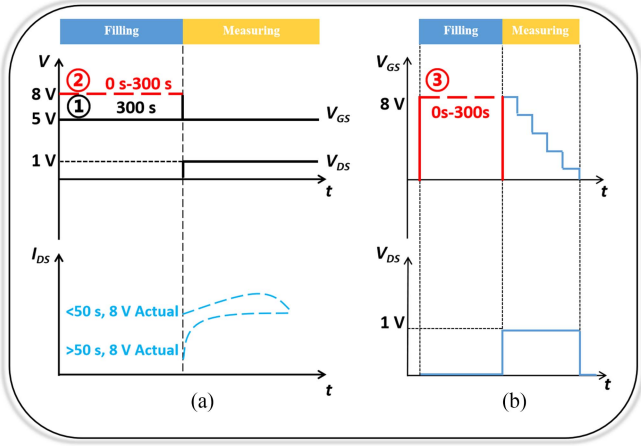 Filling Measuring
V
② 0 s-300 s
8 V
① 300 s
5 V VGS
1 V VDS
t
IDS
<50 s, 8 V Actual
>50 s, 8 V Actual
t
(a)
Filling Measuring
VGS
③
8 V
0s-300s
t
VDS
1 V
t
(b)